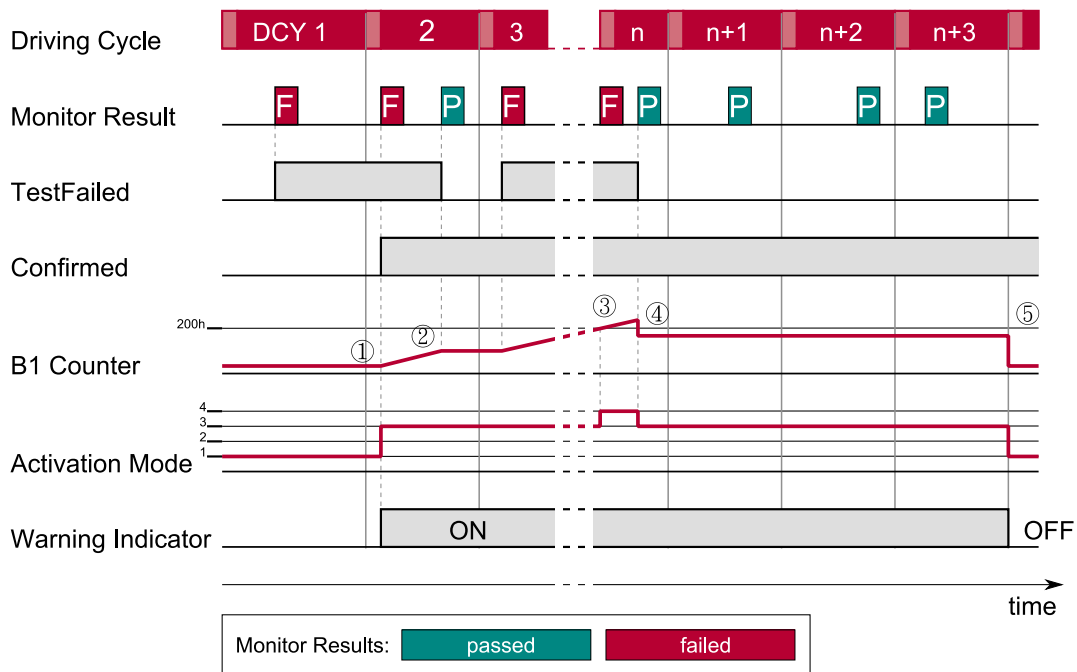 Driving Cycle DCY 1 2 3 n n+1 n+2 n+3
Monitor Result F F P F F P P P P
TestFailed
Confirmed
200h ① ② ③ ④ ⑤
B1 Counter
4
3
2
1
Activation Mode
Warning Indicator ON OFF
time
Monitor Results: passed failed